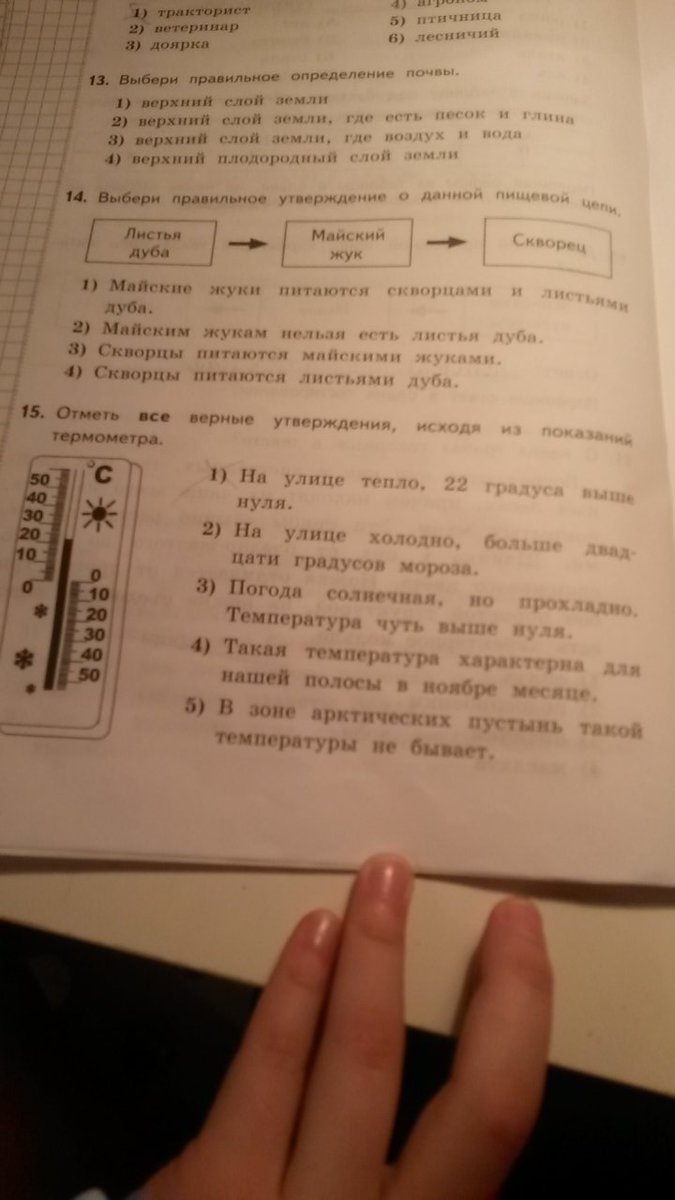 1) тракторист
2) ветеринар
3) доярка
4) агроном
5) птичница
6) лесничий
13. Выбери правильное определение почвы.
1) верхний слой земли
2) верхний слой земли, где есть песок и глина
3) верхний слой земли, где воздух и вода
4) верхний плодородный слой земли
14. Выбери правильное утверждение о данной пищевой цепи.
Листья
дуба
Майский
жук
Скворец
1) Майские жуки питаются скворцами и листьями
дуба.
2) Майским жукам нельзя есть листья дуба.
3) Скворцы питаются майскими жуками.
4) Скворцы питаются листьями дуба.
15. Отметь все верные утверждения, исходя из показаний
термометра.
°C
50
40
30
20
10
0
0
10
20
30
40
50
1) На улице тепло, 22 градуса выше
нуля.
2) На улице холодно, больше двад-
цати градусов мороза.
3) Погода солнечная, но прохладно.
Температура чуть выше нуля.
4) Такая температура характерна для
нашей полосы в ноябре месяце.
5) В зоне арктических пустынь такой
температуры не бывает.